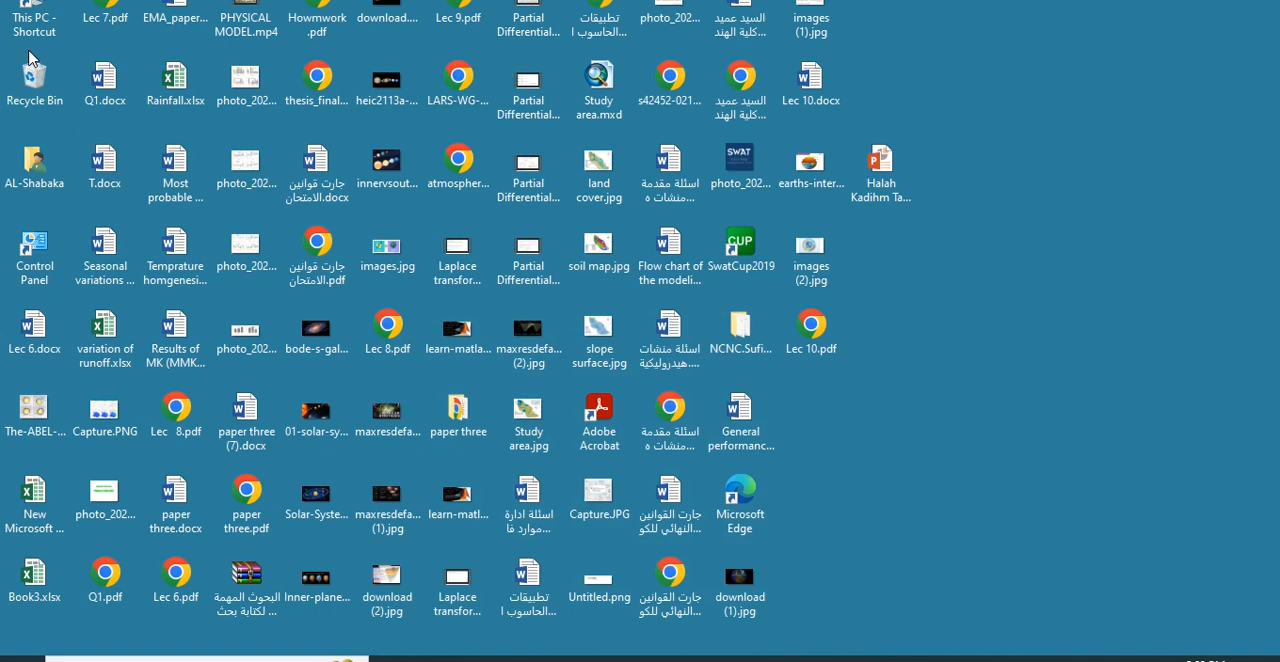 This PC -
Shortcut
Lec 7.pdf
EMA_paper...
PHYSICAL
MODEL.mp4
Howmwork
.pdf
download....
Lec 9.pdf
Partial
Differential...
تطبيقات
الحاسوب ا...
photo_202...
السيد عميد
كلية الهند...
images
(1).jpg
Recycle Bin
Q1.docx
Rainfall.xlsx
photo_202...
thesis_final...
heic2113a-...
LARS-WG-...
Partial
Differential...
Study
area.mxd
s42452-021...
السيد عميد
كلية الهند...
Lec 10.docx
AL-Shabaka
T.docx
Most
probable ...
photo_202...
جارت قوانين
الامتحان.docx
innervsout...
atmospher...
Partial
Differential...
land
cover.jpg
اسئلة مقدمة
منشات ه...
SWAT
photo_202...
earths-inter...
Halah
Kadihm Ta...
Control
Panel
Seasonal
variations ...
Temprature
homgenesi...
photo_202...
جارت قوانين
الامتحان.pdf
images.jpg
Laplace
transfor...
Partial
Differential...
soil map.jpg
Flow chart of
the modeli...
CUP
SwatCup2019
images
(2).jpg
Lec 6.docx
variation of
runoff.xlsx
Results of
MK (MMK...
photo_202...
bode-s-gal...
Lec 8.pdf
learn-matla...
maxresdefa...
(2).jpg
slope
surface.jpg
اسئلة منشات
هيدروليكية....
NCNC.Sufi...
Lec 10.pdf
The-ABEL-...
Capture.PNG
Lec   8.pdf
paper three
(7).docx
01-solar-sy...
maxresdefa...
paper three
Study
area.jpg
Adobe
Acrobat
اسئلة مقدمة
منشات ه...
General
performanc...
New
Microsoft ...
photo_202...
paper
three.docx
paper
three.pdf
Solar-Syste...
maxresdefa...
(1).jpg
learn-matl...
اسئلة ادارة
موارد فا...
Capture.JPG
جارت القوانين
النهائي للكو...
Microsoft
Edge
Book3.xlsx
Q1.pdf
Lec 6.pdf
البحوث المهمة
لكتابة بحث ...
Inner-plane...
download
(2).jpg
Laplace
transfor...
تطبيقات
الحاسوب ا...
Untitled.png
جارت القوانين
النهائي للكو...
download
(1).jpg